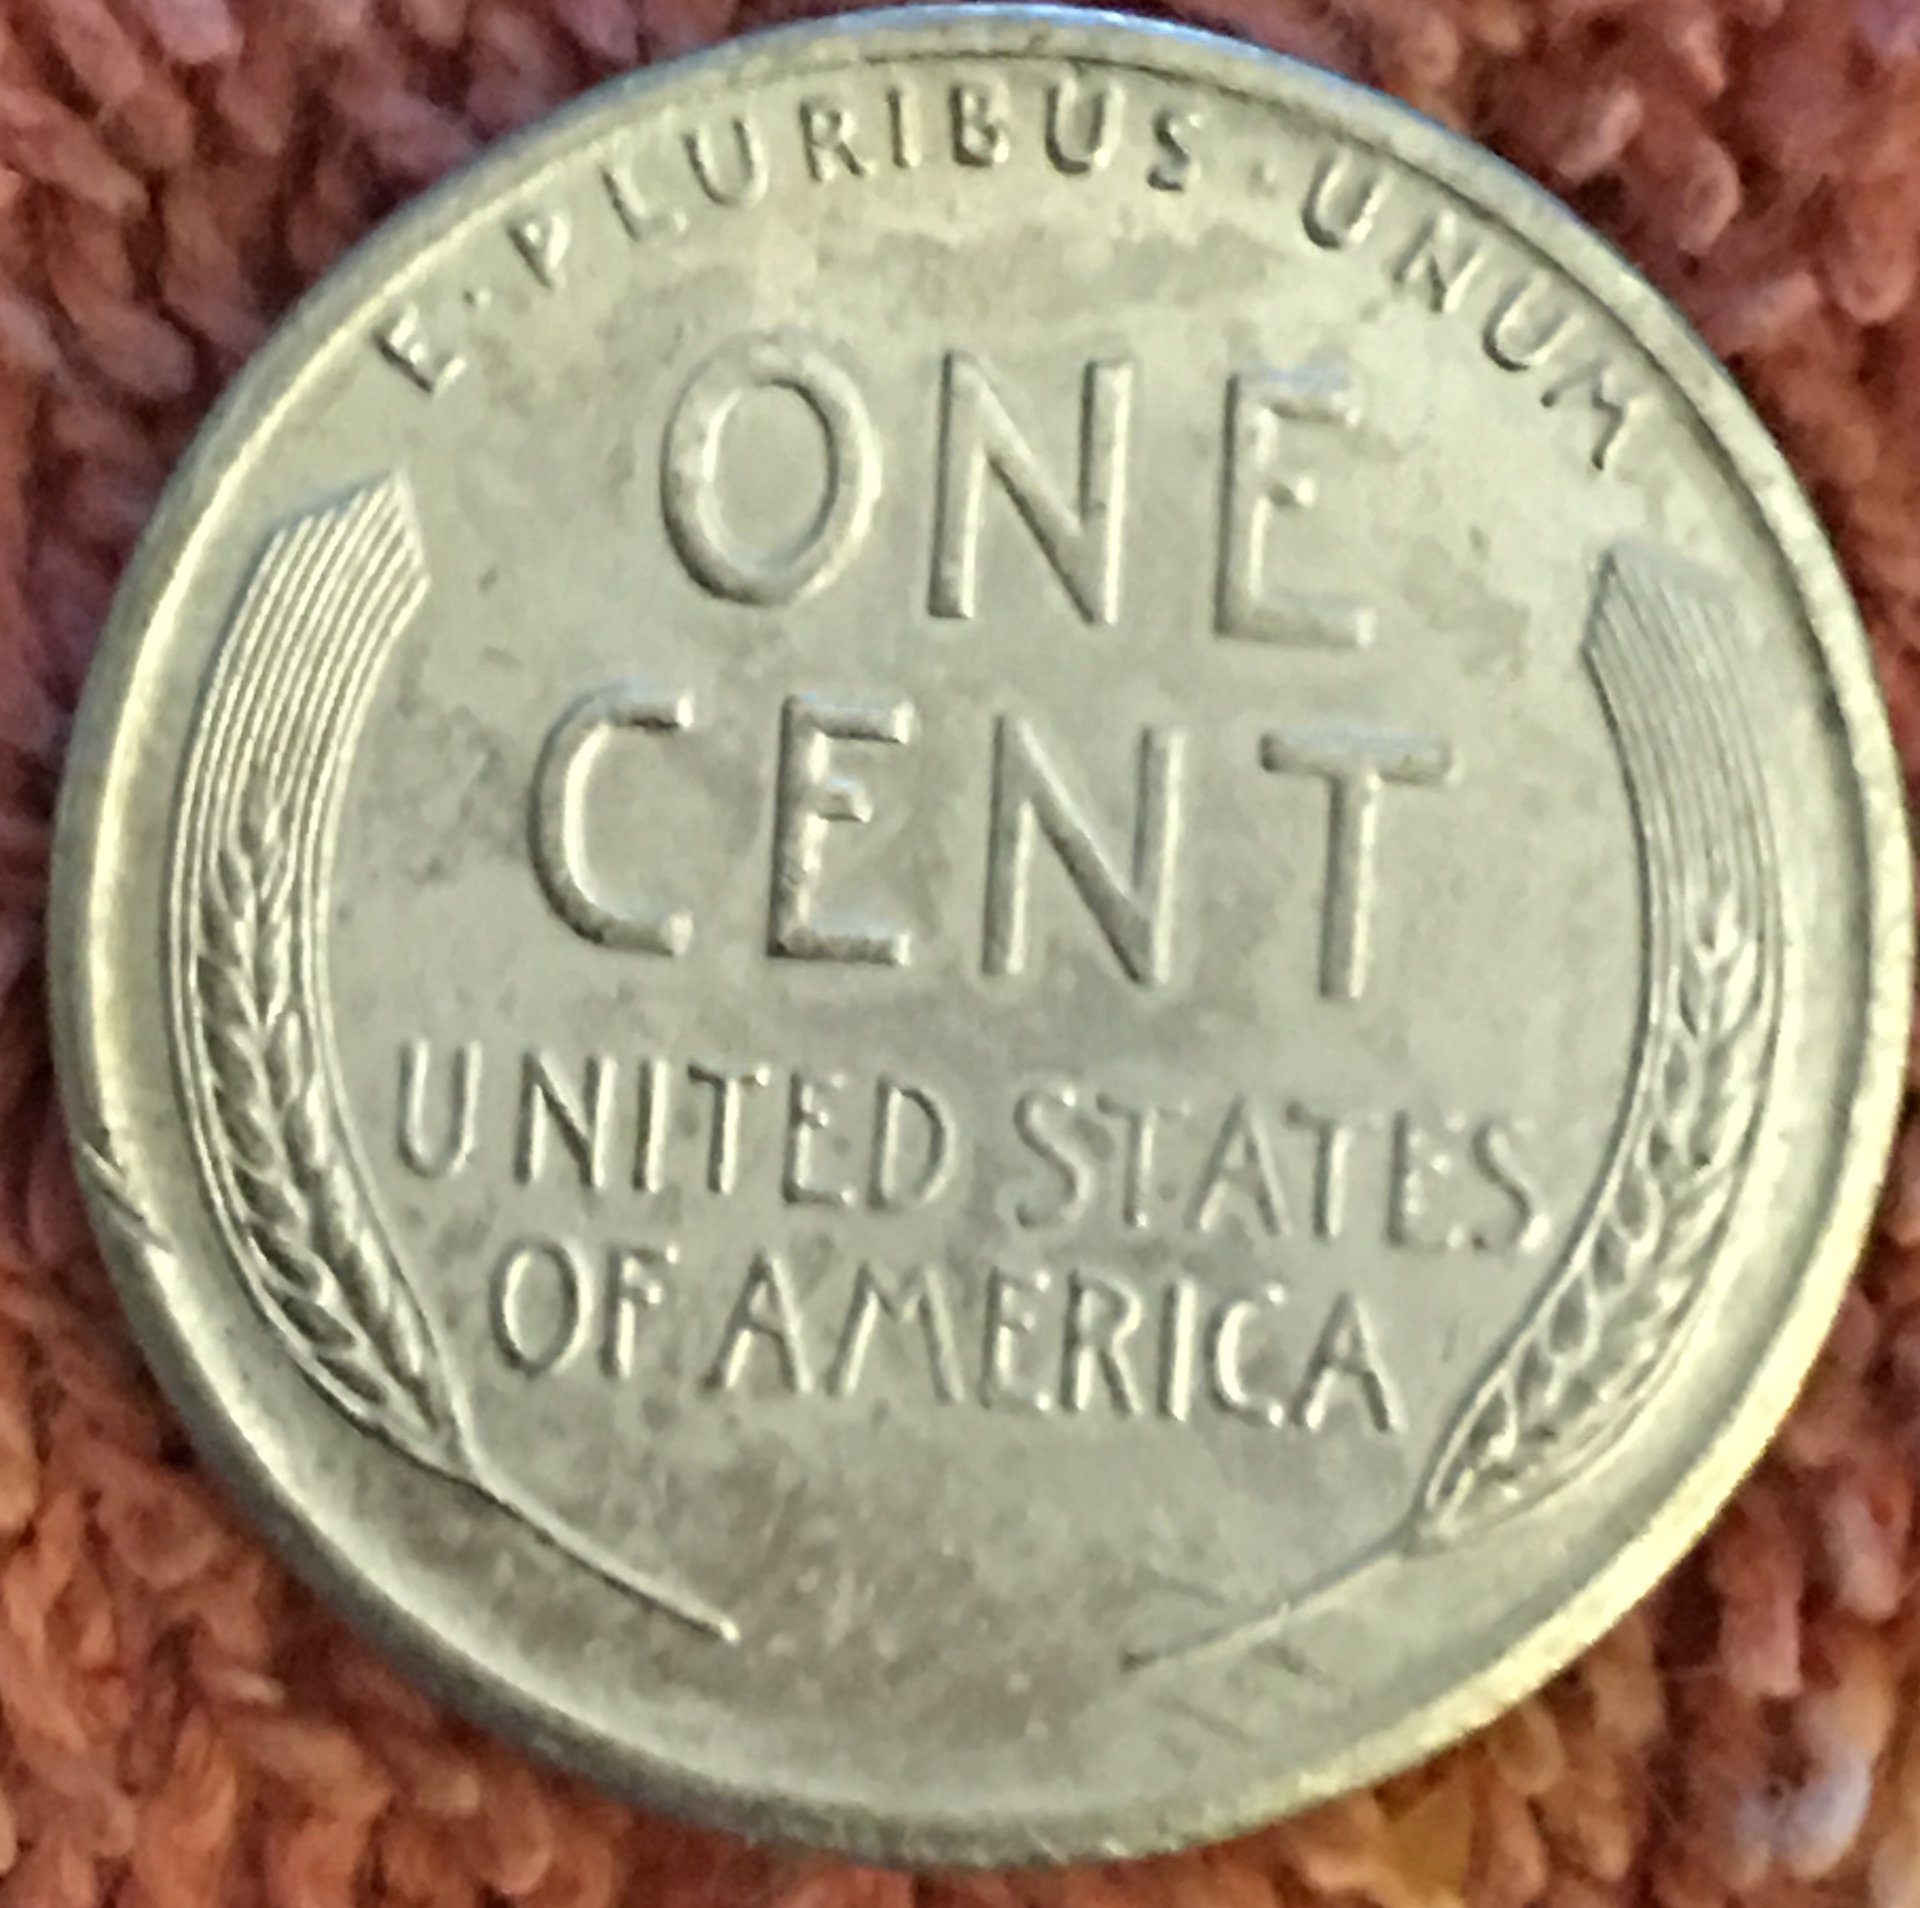 E · PLURIBUS · UNUM
ONE
CENT
UNITED STATES
OF AMERICA